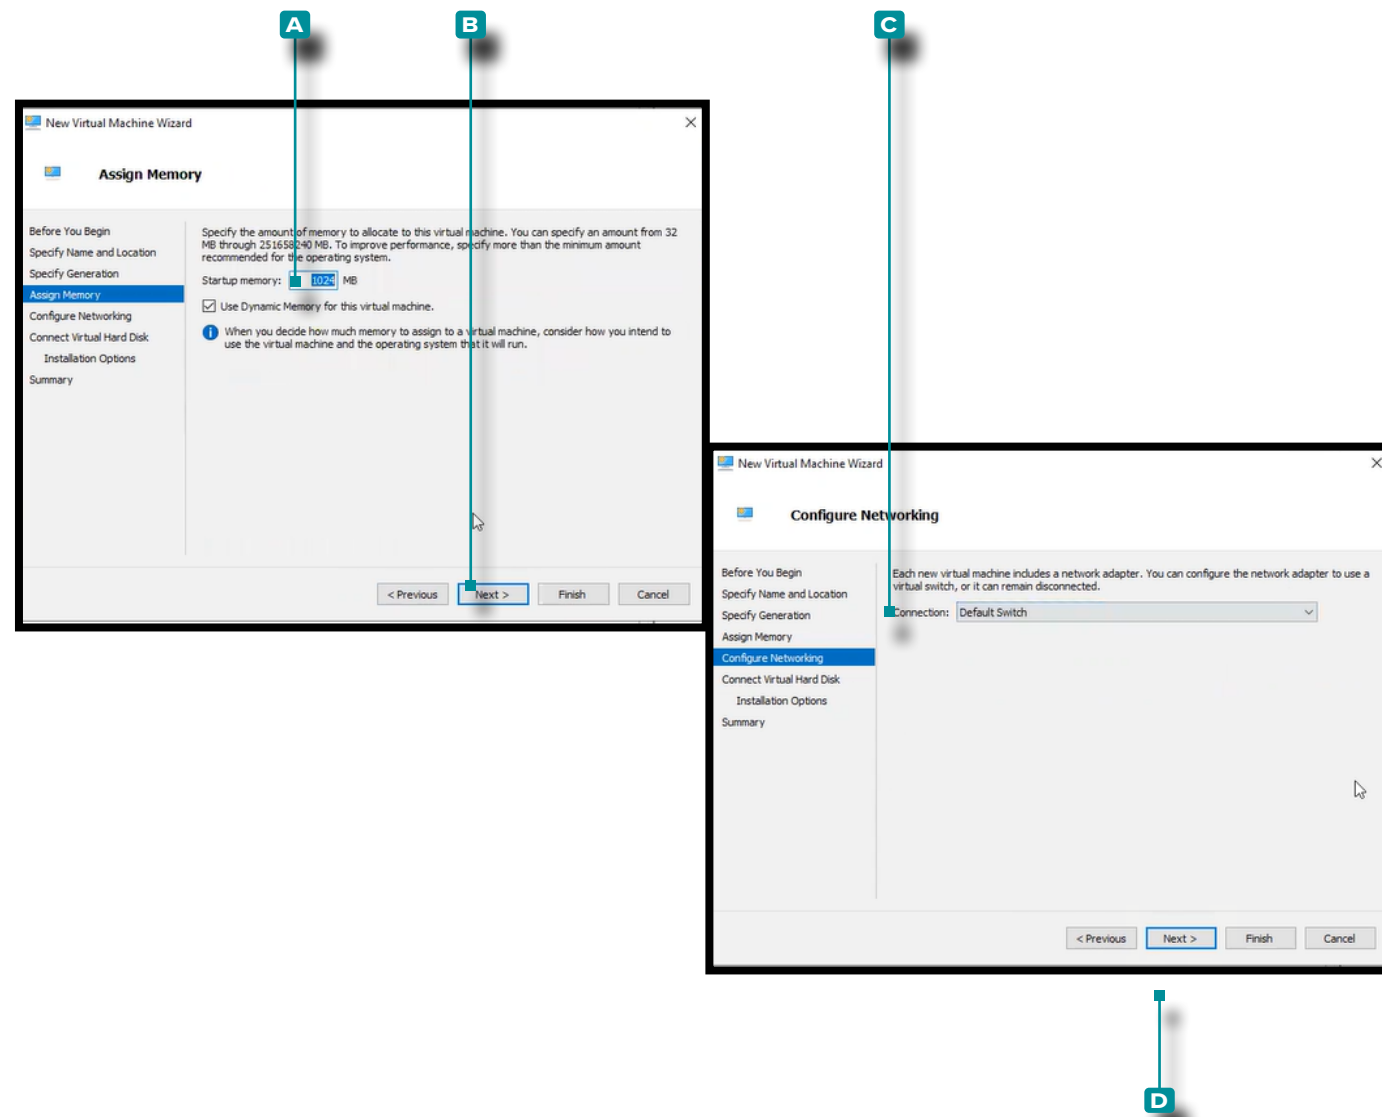 A
B
C
New Virtual Machine Wizard
Assign Memory
Before You Begin
Specify Name and Location
Specify Generation
Assign Memory
Configure Networking
Connect Virtual Hard Disk
Installation Options
Summary
Specify the amount of memory to allocate to this virtual machine. You can specify an amount from 32
MB through 251658240 MB. To improve performance, specify more than the minimum amount
recommended for the operating system.
Startup memory: 1024 MB
Use Dynamic Memory for this virtual machine.
When you decide how much memory to assign to a virtual machine, consider how you intend to
use the virtual machine and the operating system that it will run.
< Previous Next > Finish Cancel
New Virtual Machine Wizard
Configure Networking
Before You Begin
Specify Name and Location
Specify Generation
Assign Memory
Configure Networking
Connect Virtual Hard Disk
Installation Options
Summary
Each new virtual machine includes a network adapter. You can configure the network adapter to use a
virtual switch, or it can remain disconnected.
Connection: Default Switch
< Previous Next > Finish Cancel
D